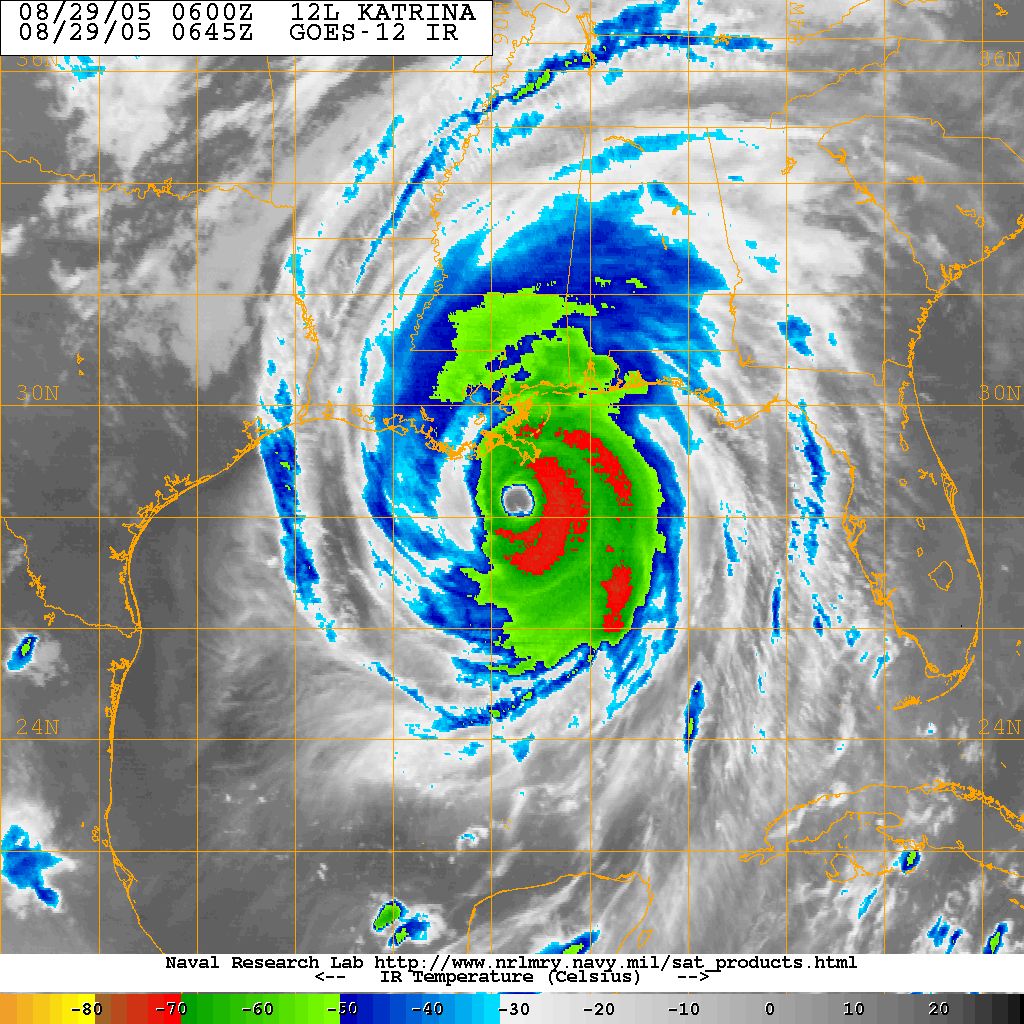 08/29/05 0600Z 12L KATRINA
08/29/05 0645Z GOES-12 IR
36N 36N
30N 30N
24N 24N
Naval Research Lab http://www.nrlmry.navy.mil/sat_products.html
<-- IR Temperature (Celsius) -->
-80 -70 -60 -50 -40 -30 -20 -10 0 10 20